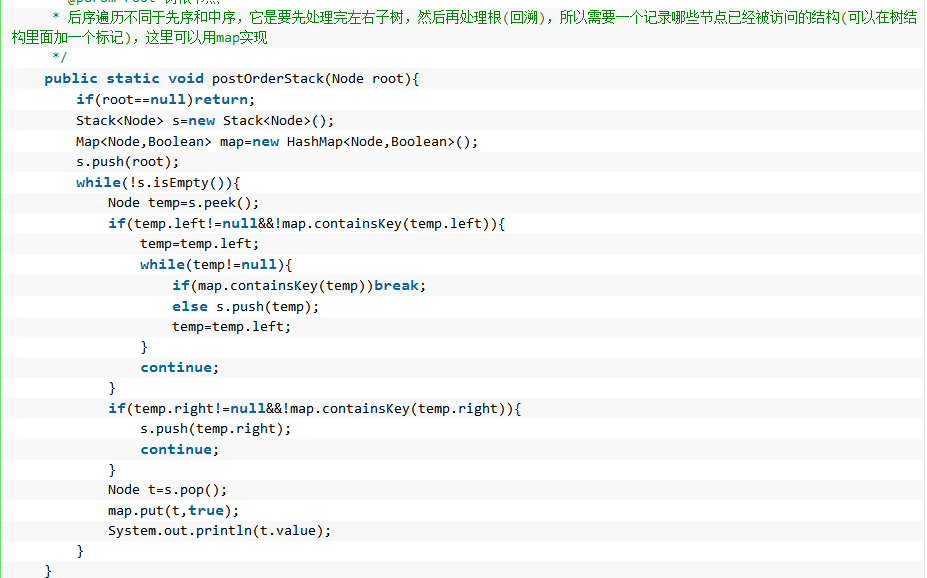 @param root 树根节点
* 后序遍历不同于先序和中序，它是要先处理完左右子树，然后再处理根(回溯)，所以需要一个记录哪些节点已经被访问的结构(可以在树结
构里面加一个标记)，这里可以用map实现
*/
public static void postOrderStack(Node root){
if(root==null)return;
Stack<Node> s=new Stack<Node>();
Map<Node,Boolean> map=new HashMap<Node,Boolean>();
s.push(root);
while(!s.isEmpty()){
Node temp=s.peek();
if(temp.left!=null&&!map.containsKey(temp.left)){
temp=temp.left;
while(temp!=null){
if(map.containsKey(temp))break;
else s.push(temp);
temp=temp.left;
}
continue;
}
if(temp.right!=null&&!map.containsKey(temp.right)){
s.push(temp.right);
continue;
}
Node t=s.pop();
map.put(t,true);
System.out.println(t.value);
}
}